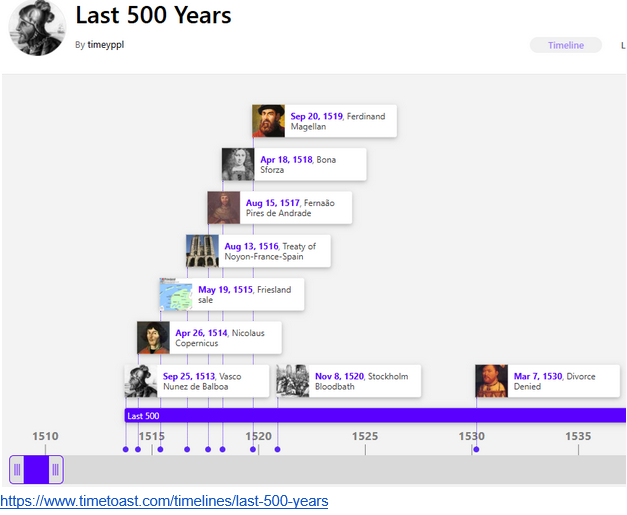 Last 500 Years
By timeyppl
Timeline
L
Sep 20, 1519, Ferdinand
Magellan
Apr 18, 1518, Bona
Sforza
Aug 15, 1517, Fernaão
Pires de Andrade
Aug 13, 1516, Treaty of
Noyon-France-Spain
May 19, 1515, Friesland
sale
Apr 26, 1514, Nicolaus
Copernicus
Sep 25, 1513, Vasco
Nunez de Balboa
Nov 8, 1520, Stockholm
Bloodbath
Mar 7, 1530, Divorce
Denied
Last 500
1510 1515 1520 1525 1530 1535
https://www.timetoast.com/timelines/last-500-years